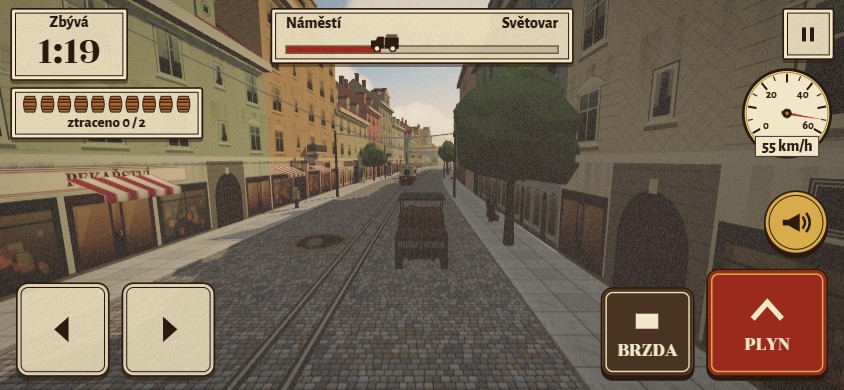 Zbývá
1:19
ztraceno 0 / 2
Náměstí
Světovar
20
40
0
60
55 km/h
PEKAŘSTVÍ
BRZDA
PLYN